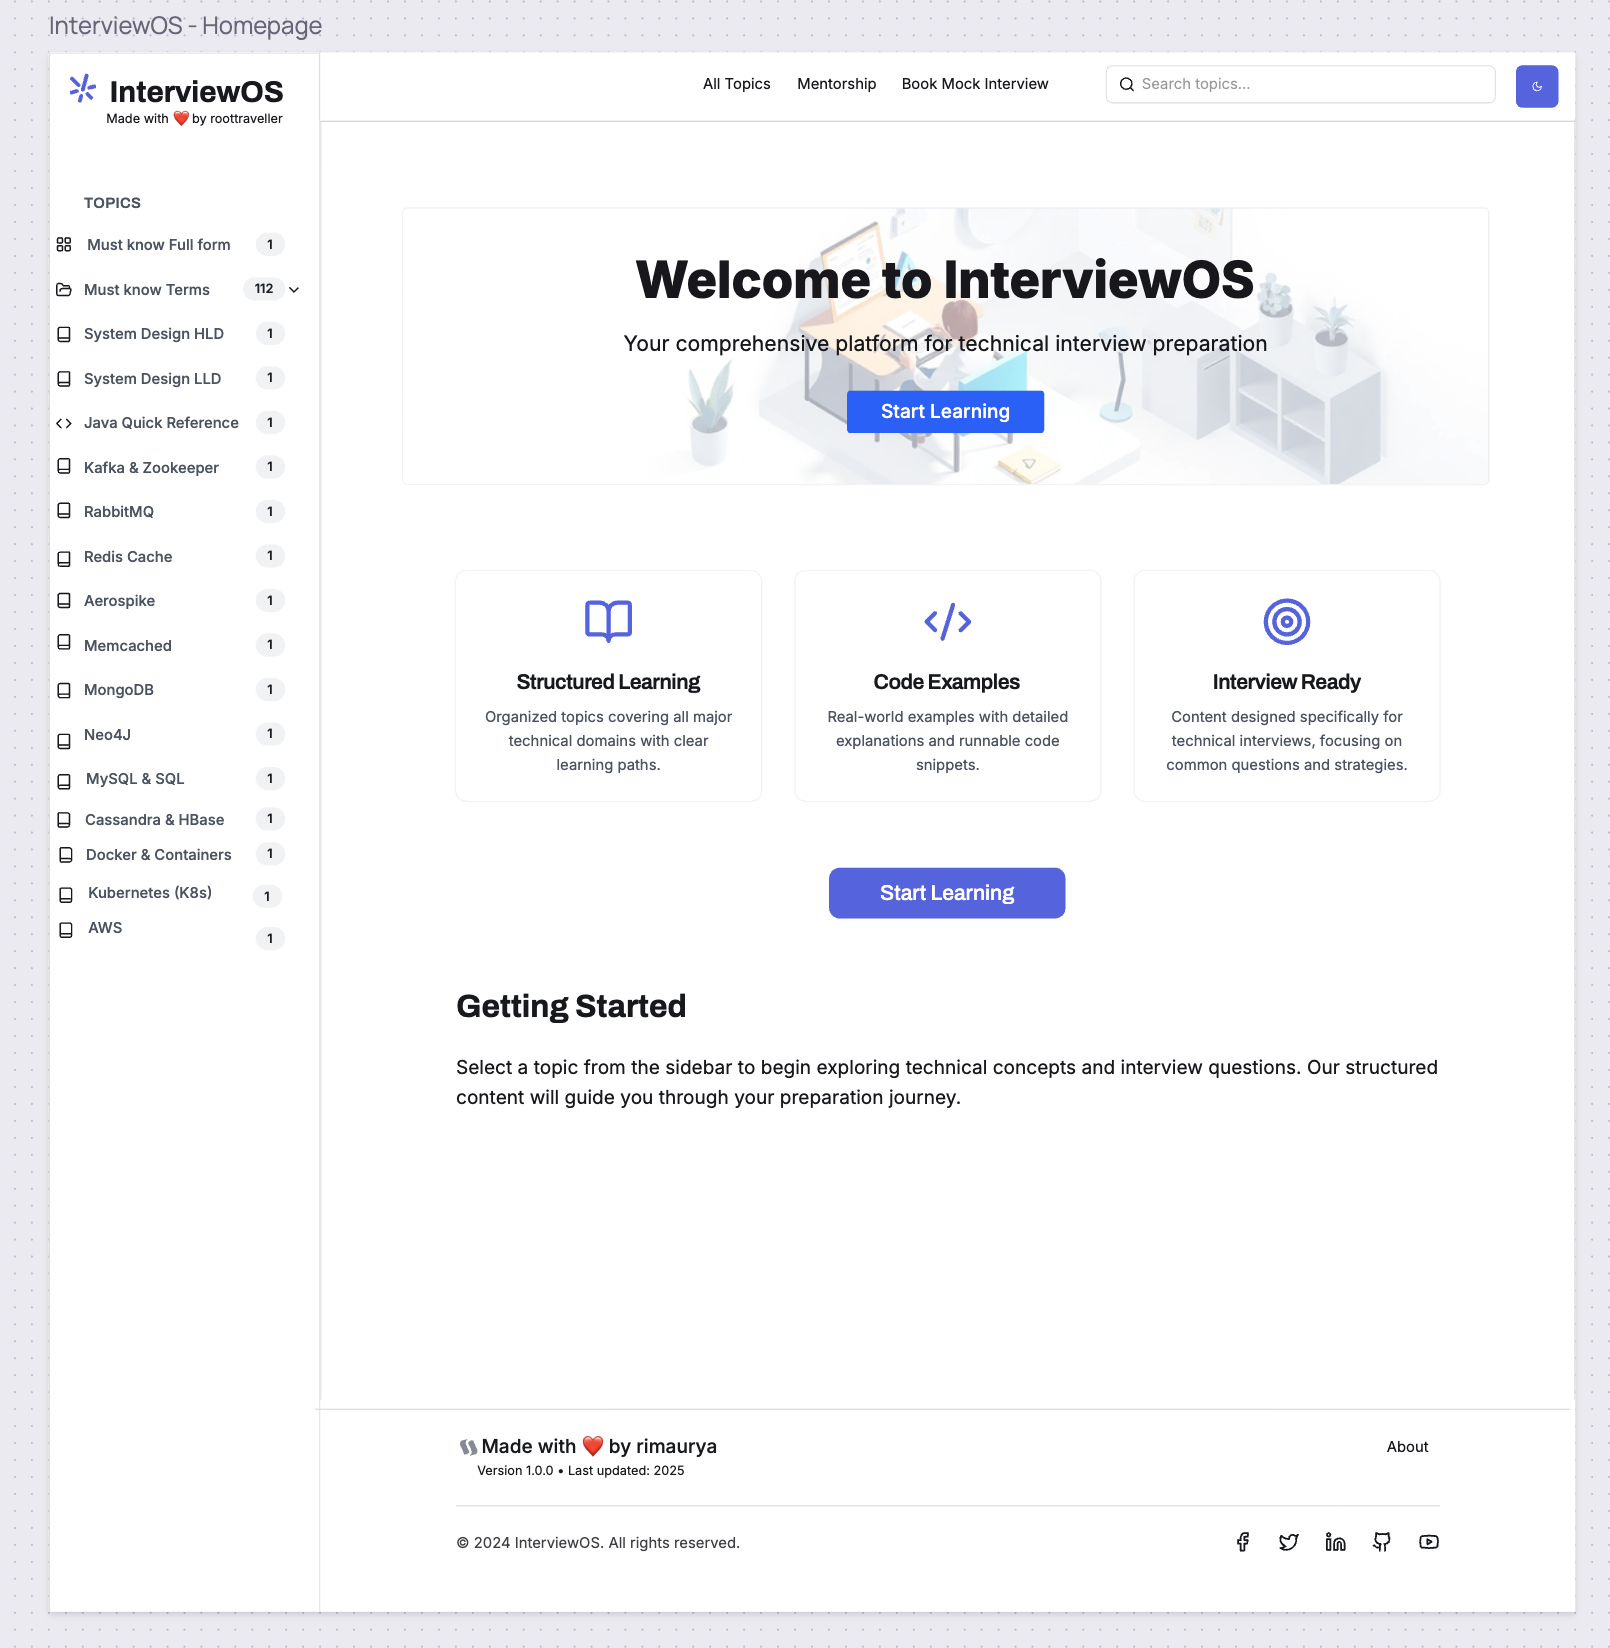 InterviewOS - Homepage
InterviewOS
Made with ❤️ by roottraveller
All Topics
Mentorship
Book Mock Interview
Search topics...
TOPICS
Must know Full form 1
Must know Terms 112
System Design HLD 1
System Design LLD 1
Java Quick Reference 1
Kafka & Zookeeper 1
RabbitMQ 1
Redis Cache 1
Aerospike 1
Memcached 1
MongoDB 1
Neo4J 1
MySQL & SQL 1
Cassandra & HBase 1
Docker & Containers 1
Kubernetes (K8s) 1
AWS 1
Welcome to InterviewOS
Your comprehensive platform for technical interview preparation
Start Learning
Structured Learning
Organized topics covering all major
technical domains with clear
learning paths.
Code Examples
Real-world examples with detailed
explanations and runnable code
snippets.
Interview Ready
Content designed specifically for
technical interviews, focusing on
common questions and strategies.
Start Learning
Getting Started
Select a topic from the sidebar to begin exploring technical concepts and interview questions. Our structured
content will guide you through your preparation journey.
Made with ❤️ by rimaurya
Version 1.0.0 • Last updated: 2025
About
© 2024 InterviewOS. All rights reserved.